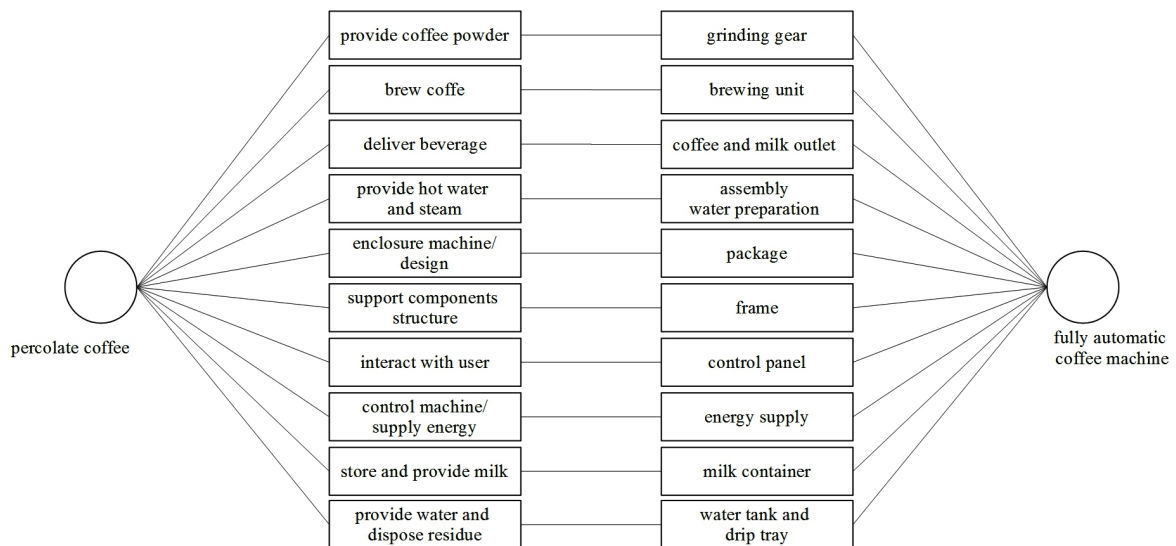 provide coffee powder
grinding gear
brew coffe
brewing unit
deliver beverage
coffee and milk outlet
provide hot water
and steam
assembly
water preparation
enclosure machine/
design
package
support components
structure
frame
percolate coffee
fully automatic
coffee machine
interact with user
control panel
control machine/
supply energy
energy supply
store and provide milk
milk container
provide water and
dispose residue
water tank and
drip tray